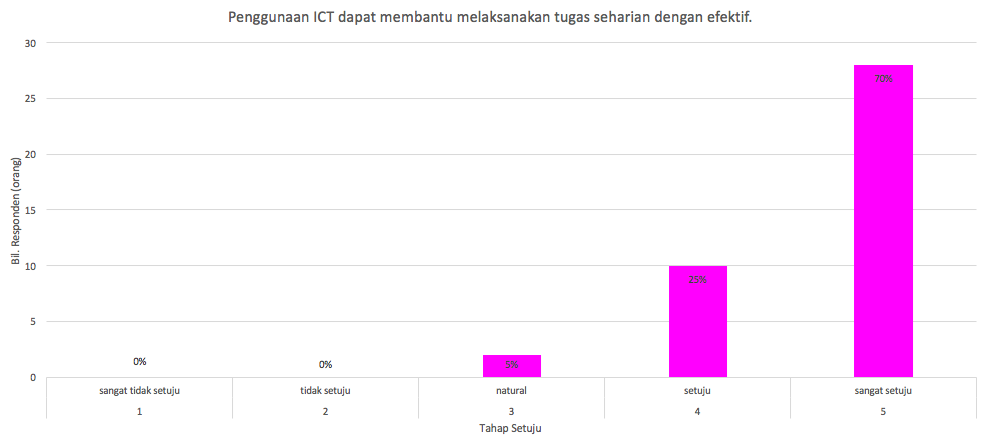 Penggunaan ICT dapat membantu melaksanakan tugas seharian dengan efektif.
30
25
20
15
10
5
0
Bil. Responden (orang)
0%
0%
5%
25%
70%
sangat tidak setuju
tidak setuju
natural
setuju
sangat setuju
1
2
3
4
5
Tahap Setuju